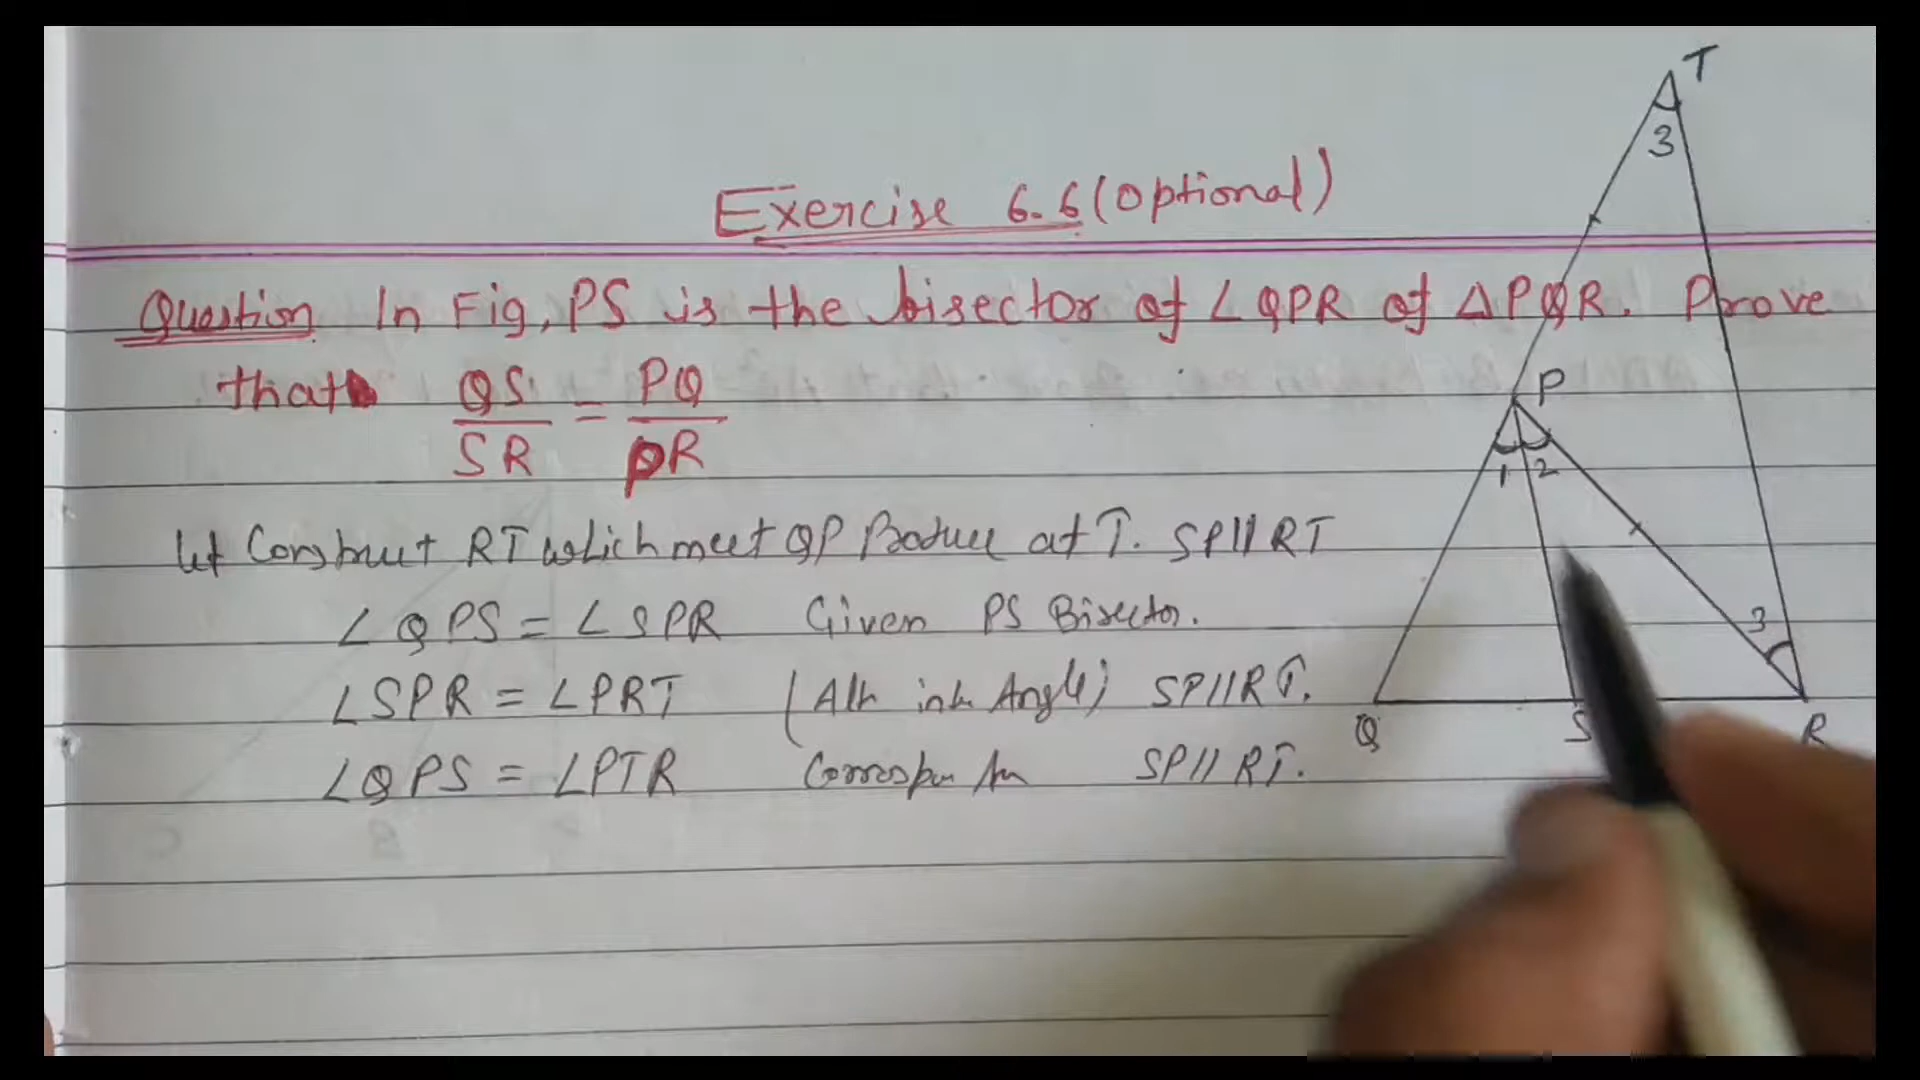 Exercise 6.6 (Optional)
Question In Fig, PS is the bisector of ∠QPR of ΔPQR. Prove
that QS/SR = PQ/PR
let Construct RT which meet QP Produce at T. SP∥RT
∠QPS = ∠SPR Given PS Bisector.
∠SPR = ∠PRT (Alt int Angle) SP∥RT.
∠QPS = ∠PTR SP∥RT.
T
3
P
1 2
3
Q S R